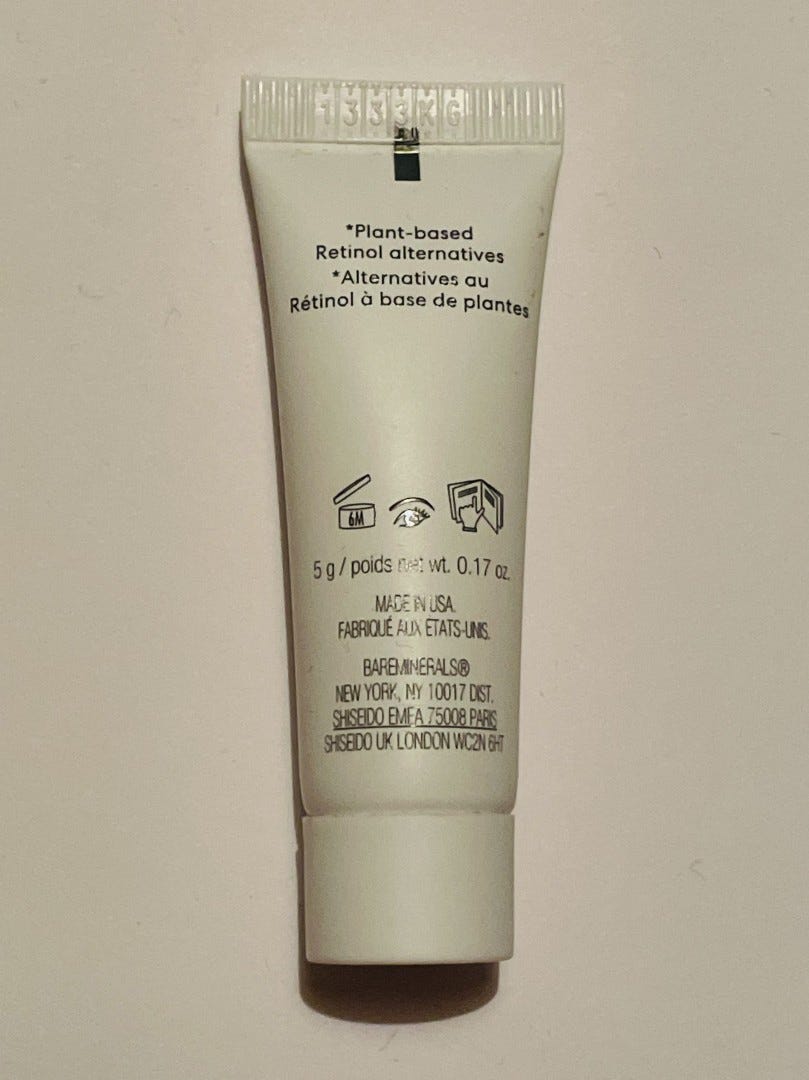 1333KG
*Plant-based
Retinol alternatives
*Alternatives au
Rétinol à base de plantes
6M
5 g / poids net wt. 0.17 oz.
MADE IN USA.
FABRIQUÉ AUX ETATS-UNIS.
BAREMINERALS®
NEW YORK, NY 10017 DIST.
SHISEIDO EMEA 75008 PARIS
SHISEIDO UK LONDON WC2N 6HT